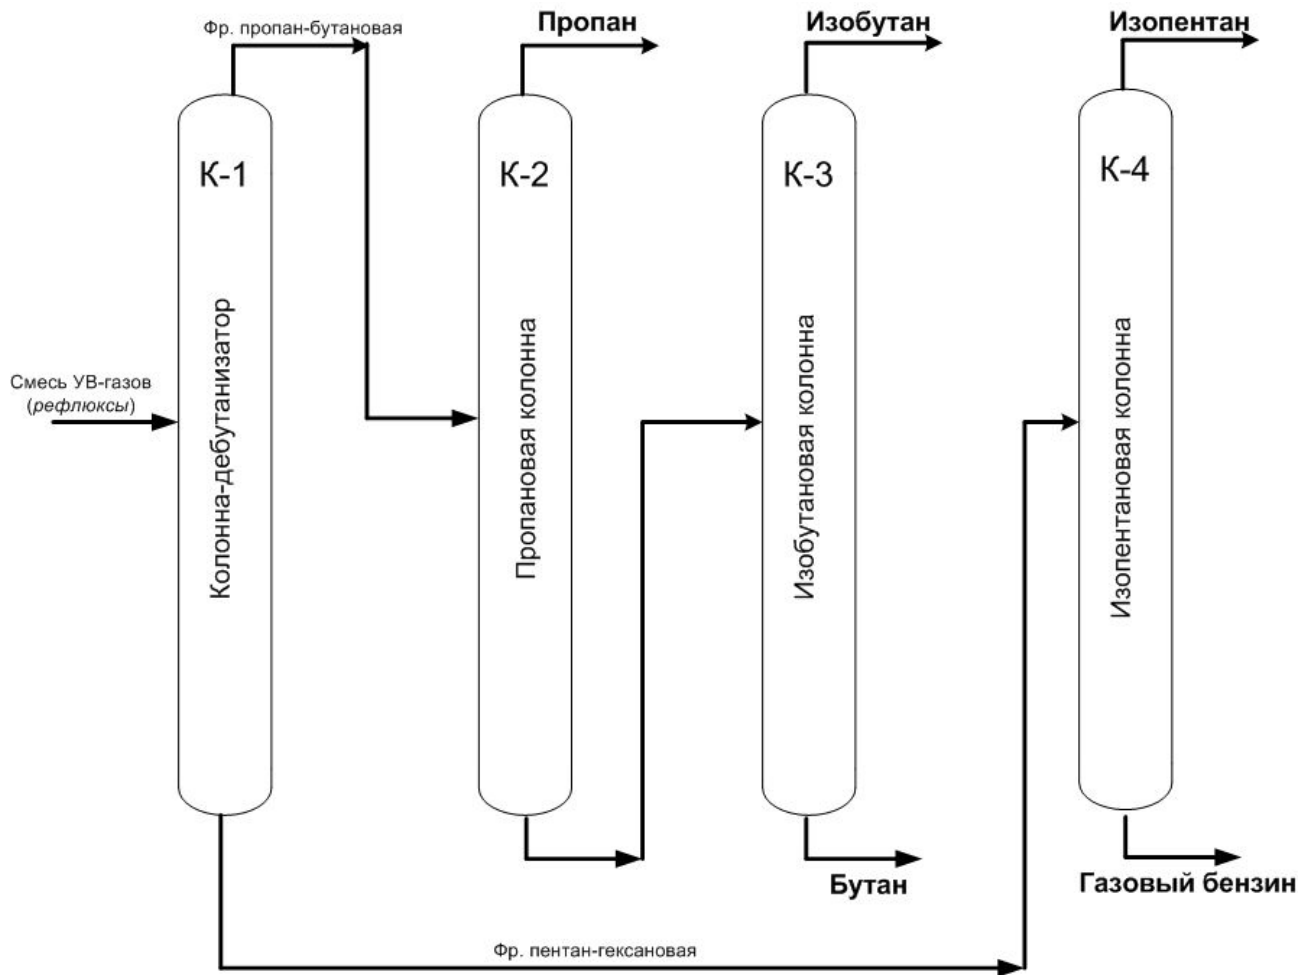 Фр. пропан-бутановая
Пропан
Изобутан
Изопентан
К-1
К-2
К-3
К-4
Смесь УВ-газов
(рефлюксы)
Колонна-дебутанизатор
Пропановая колонна
Изобутановая колонна
Изопентановая колонна
Бутан
Газовый бензин
Фр. пентан-гексановая